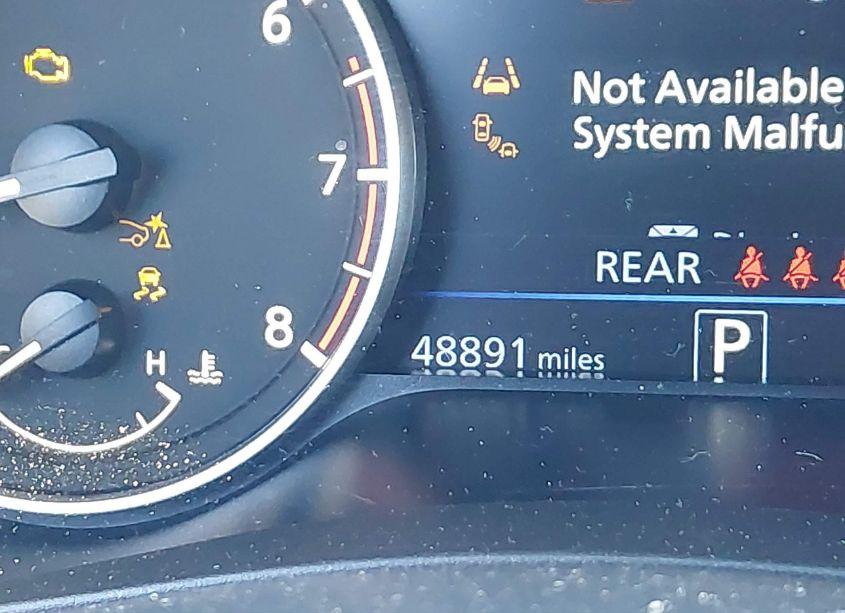 6
7
8
H
Not Available
System Malfu
REAR
48891 miles
P